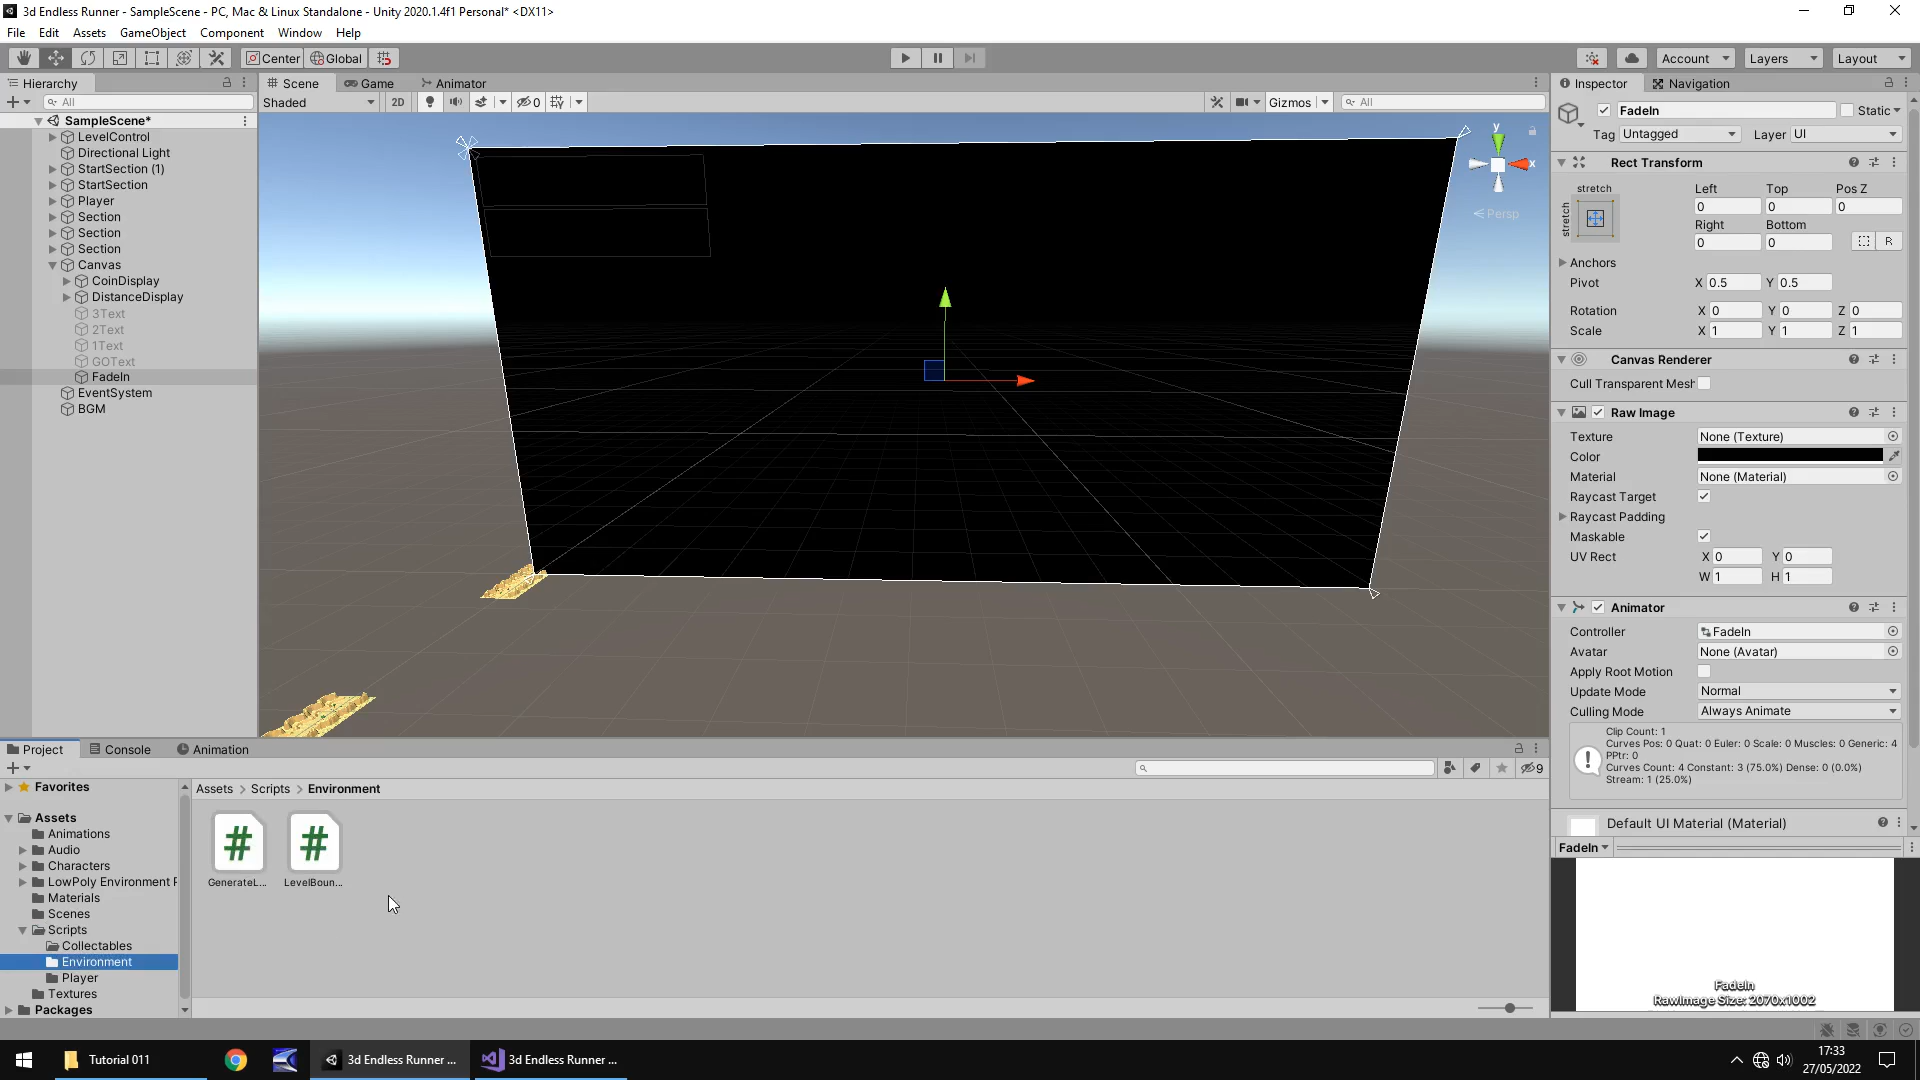 3d Endless Runner - SampleScene - PC, Mac & Linux Standalone - Unity 2020.1.4f1 Personal* <DX11>
File Edit Assets GameObject Component Window Help
Center Global Account Layers Layout
Hierarchy
All
SampleScene*
LevelControl
Directional Light
StartSection (1)
StartSection
Player
Section
Section
Section
Canvas
CoinDisplay
DistanceDisplay
3Text
2Text
1Text
GOText
FadeIn
EventSystem
BGM
Scene Game Animator
Shaded 2D 0 Gizmos All
y
x
Persp
Inspector Navigation
FadeIn Static
Tag Untagged Layer UI
Rect Transform
stretch Left Top Pos Z
stretch 0 0 0
Right Bottom
0 0 R
Anchors
Pivot X 0.5 Y 0.5
Rotation X 0 Y 0 Z 0
Scale X 1 Y 1 Z 1
Canvas Renderer
Cull Transparent Mesh
Raw Image
Texture None (Texture)
Color
Material None (Material)
Raycast Target
Raycast Padding
Maskable
UV Rect X 0 Y 0
W 1 H 1
Animator
Controller FadeIn
Avatar None (Avatar)
Apply Root Motion
Update Mode Normal
Culling Mode Always Animate
Clip Count: 1
Curves Pos: 0 Quat: 0 Euler: 0 Scale: 0 Muscles: 0 Generic: 4
PPtr: 0
Curves Count: 4 Constant: 3 (75.0%) Dense: 0 (0.0%)
Stream: 1 (25.0%)
Default UI Material (Material)
FadeIn
FadeIn
RawImage Size: 2070x1002
Project Console Animation
9
Favorites
Assets
Animations
Audio
Characters
LowPoly Environment P
Materials
Scenes
Scripts
Collectables
Environment
Player
Textures
Packages
Assets > Scripts > Environment
GenerateL... LevelBoun...
Tutorial 011
3d Endless Runner ...
3d Endless Runner ...
17:33
27/05/2022